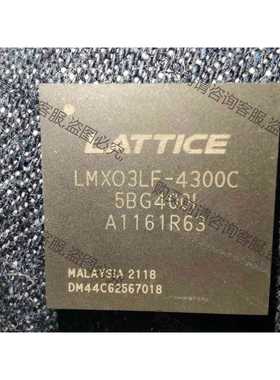 LATTICE
LMXO3LF-4300C
5BG400I
A1161R63
MALAYSIA 2118
DM44C62567018